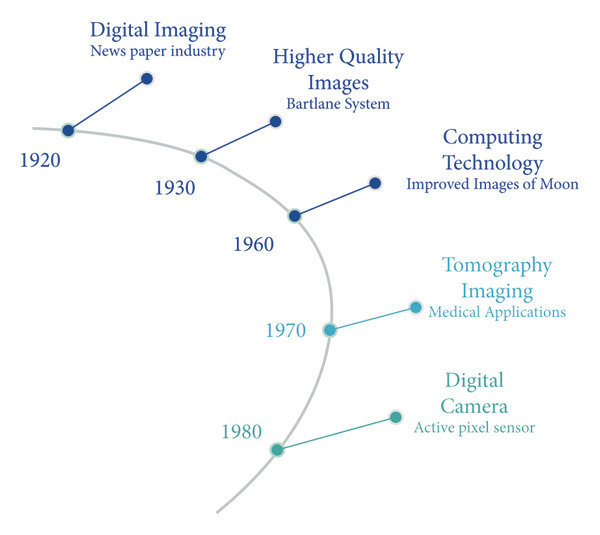 Digital Imaging
News paper industry
1920
Higher Quality
Images
Bartlane System
1930
Computing
Technology
Improved Images of Moon
1960
Tomography
Imaging
Medical Applications
1970
Digital
Camera
Active pixel sensor
1980